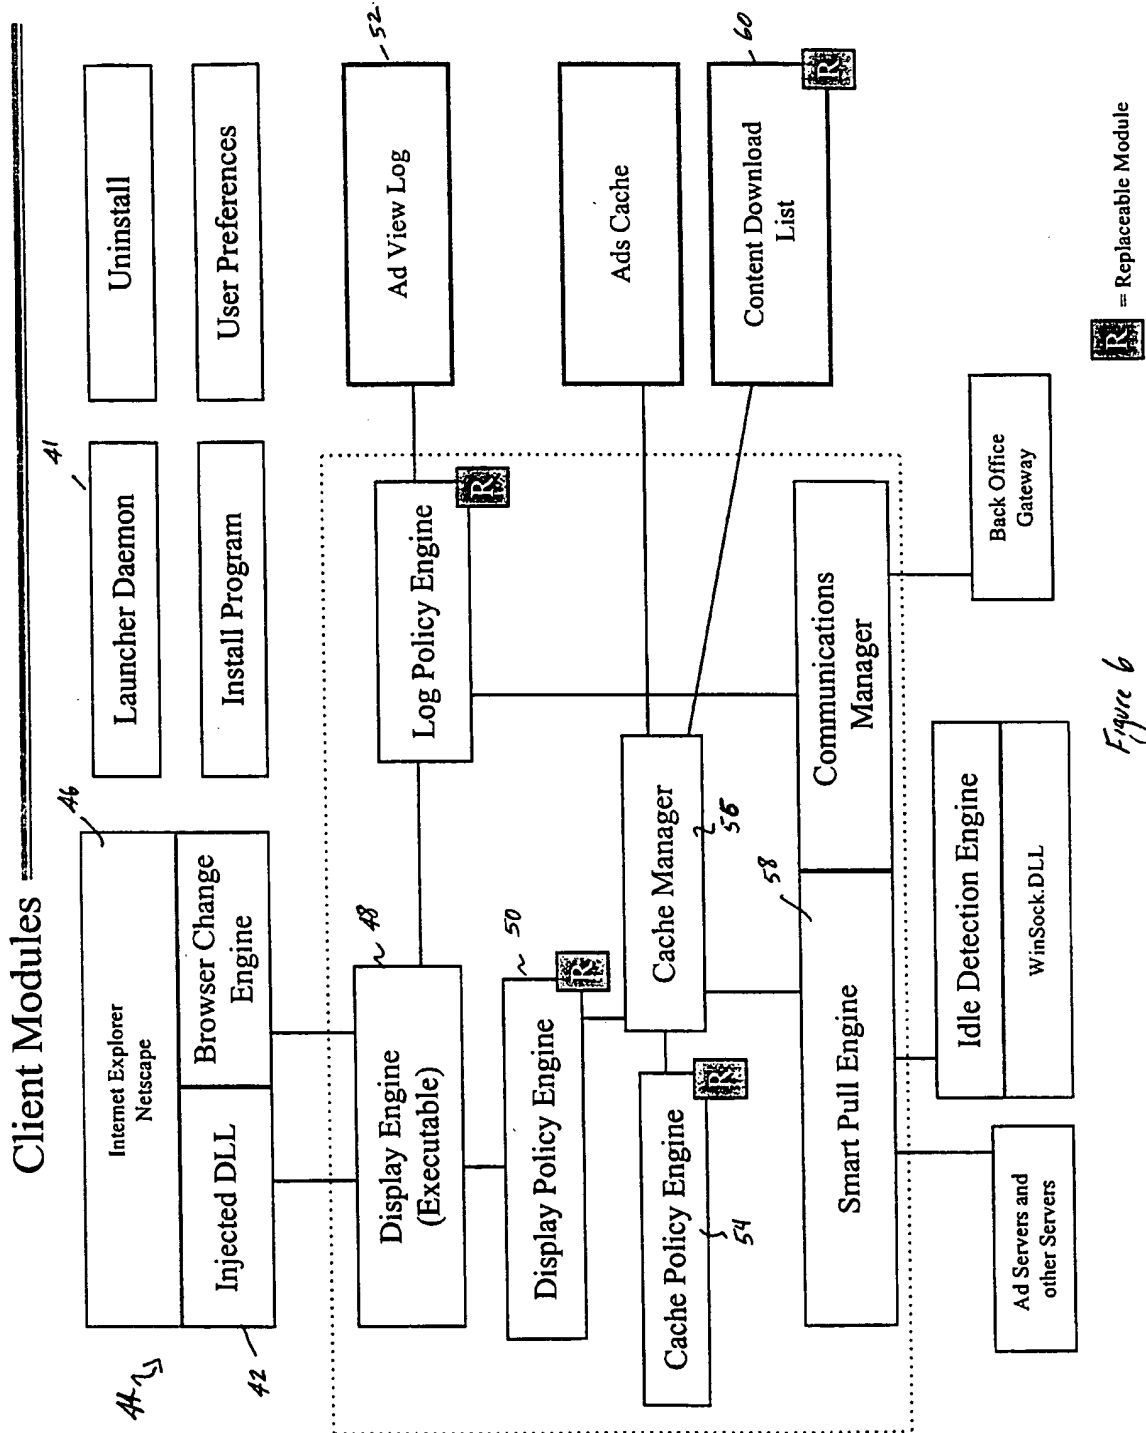 Client Modules
44
46
Internet Explorer
Netscape
Injected DLL
Browser Change
Engine
42
41
Launcher Daemon
Install Program
Uninstall
User Preferences
48
Display Engine
(Executable)
Log Policy Engine
R
52
Ad View Log
50
Display Policy Engine
R
Cache Manager
56
Cache Policy Engine
R
54
Ads Cache
60
Content Download
List
R
58
Smart Pull Engine
Communications
Manager
Ad Servers and
other Servers
Idle Detection Engine
WinSock.DLL
Back Office
Gateway
R = Replaceable Module
Figure 6